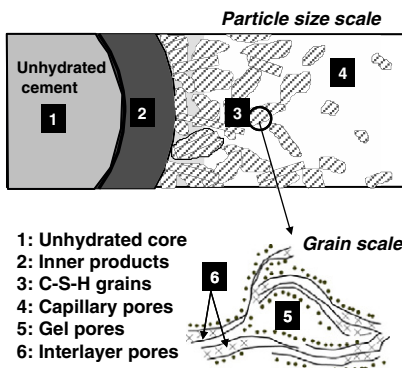 Particle size scale
Unhydrated
cement
1
2
3
4
1: Unhydrated core
2: Inner products
3: C-S-H grains
4: Capillary pores
5: Gel pores
6: Interlayer pores
Grain scale
6
5